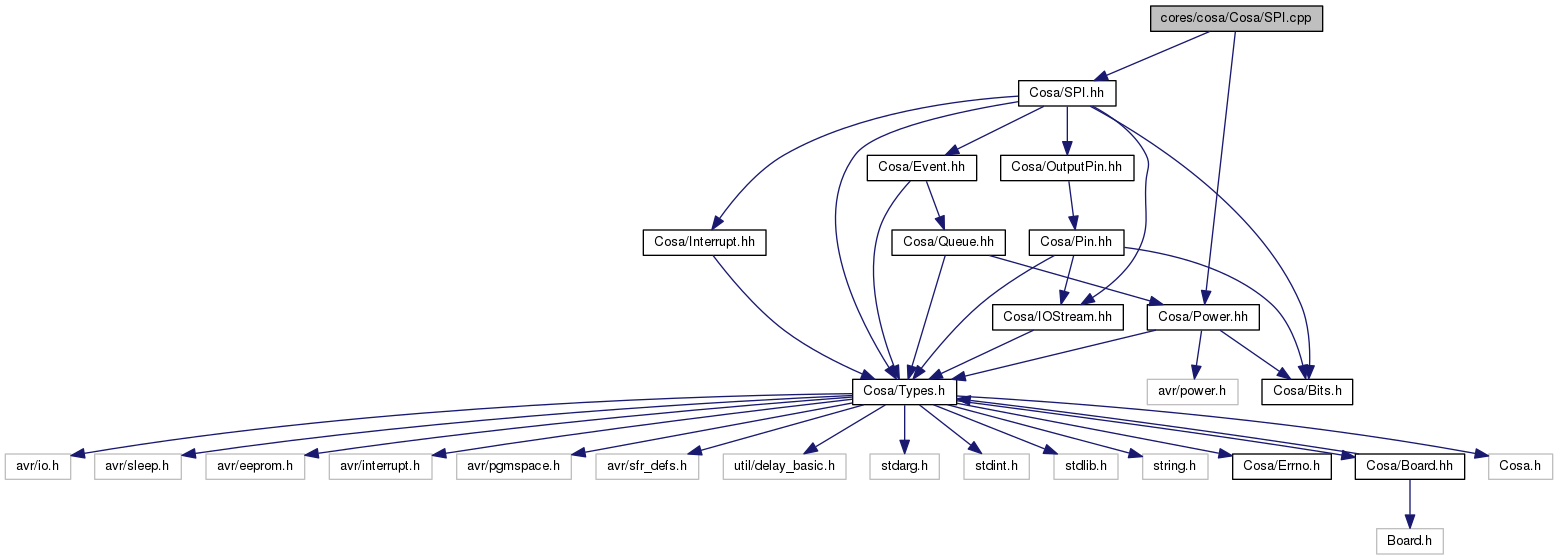 cores/cosa/Cosa/SPI.cpp
Cosa/SPI.hh
Cosa/Event.hh
Cosa/OutputPin.hh
Cosa/Interrupt.hh
Cosa/Queue.hh
Cosa/Pin.hh
Cosa/IOStream.hh
Cosa/Power.hh
Cosa/Types.h
avr/power.h
Cosa/Bits.h
avr/io.h
avr/sleep.h
avr/eeprom.h
avr/interrupt.h
avr/pgmspace.h
avr/sfr_defs.h
util/delay_basic.h
stdarg.h
stdint.h
stdlib.h
string.h
Cosa/Errno.h
Cosa/Board.hh
Cosa.h
Board.h